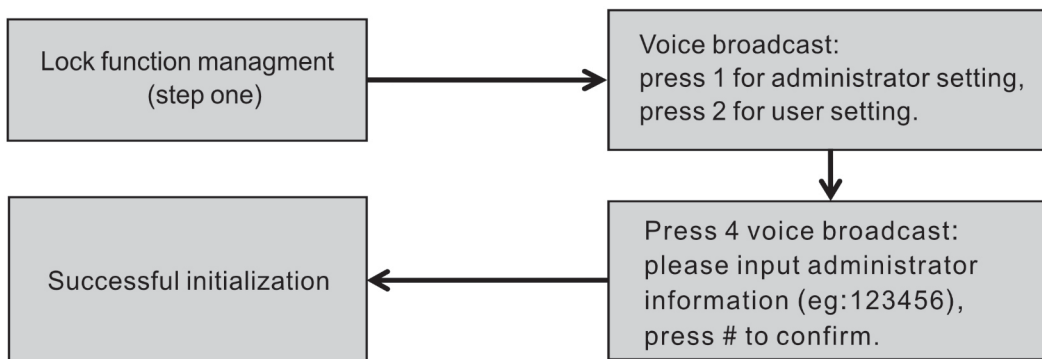 Lock function managment
(step one)
Voice broadcast:
press 1 for administrator setting,
press 2 for user setting.
Press 4 voice broadcast:
please input administrator
information (eg:123456),
press # to confirm.
Successful initialization